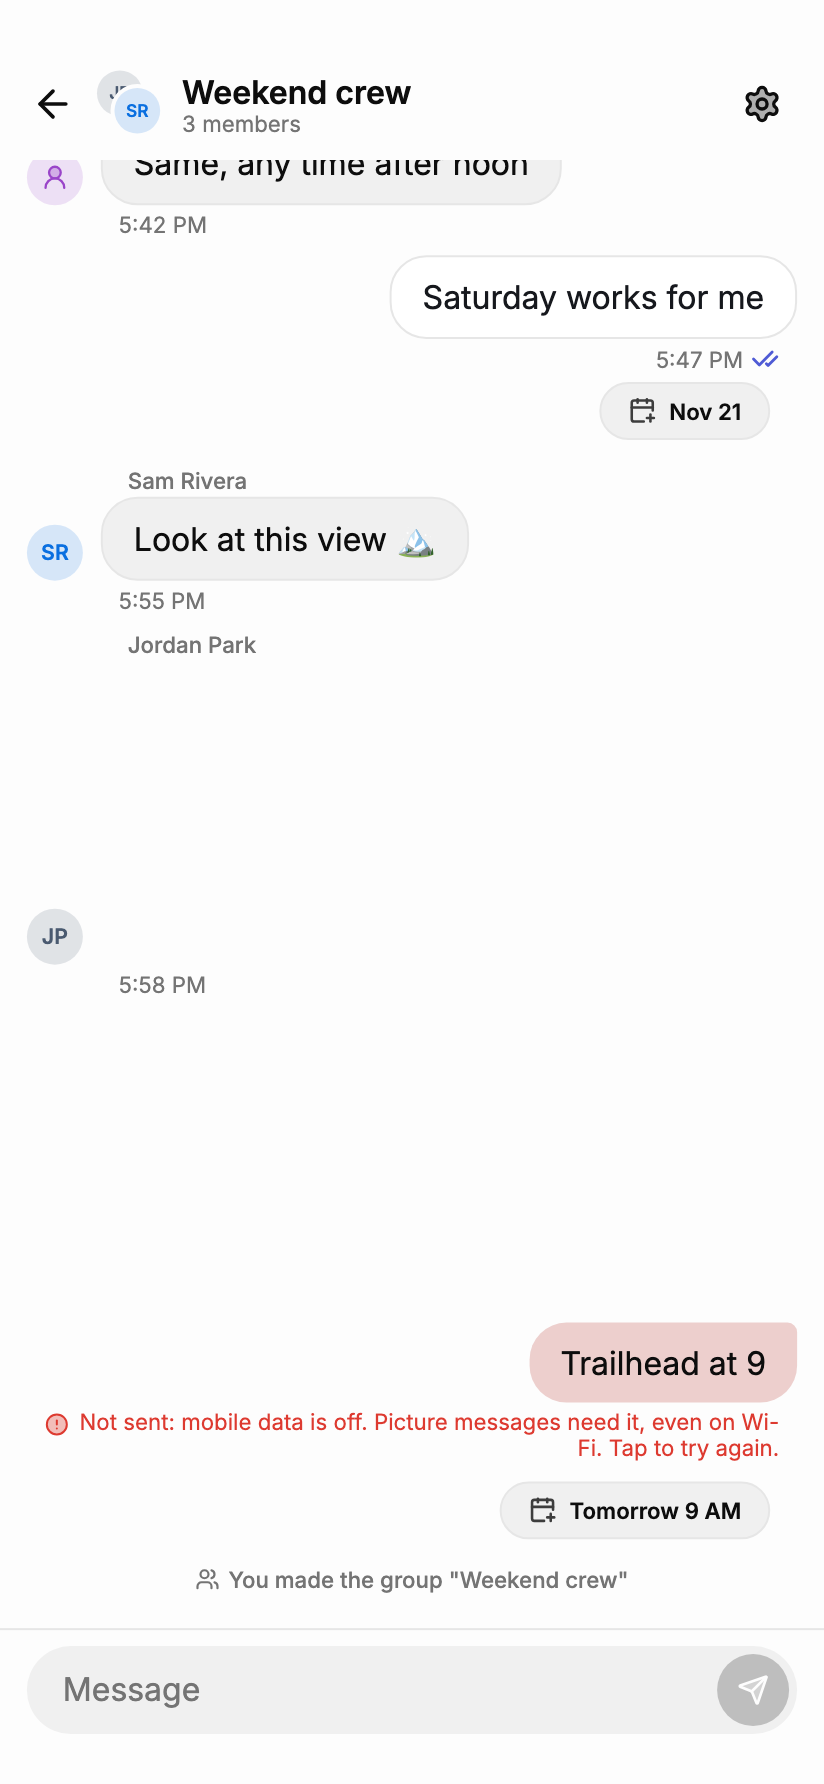 SR
Weekend crew
3 members
Same, any time after noon
5:42 PM
Saturday works for me
5:47 PM
Nov 21
Sam Rivera
SR
Look at this view
5:55 PM
Jordan Park
JP
5:58 PM
Trailhead at 9
Not sent: mobile data is off. Picture messages need it, even on Wi-
Fi. Tap to try again.
Tomorrow 9 AM
You made the group "Weekend crew"
Message